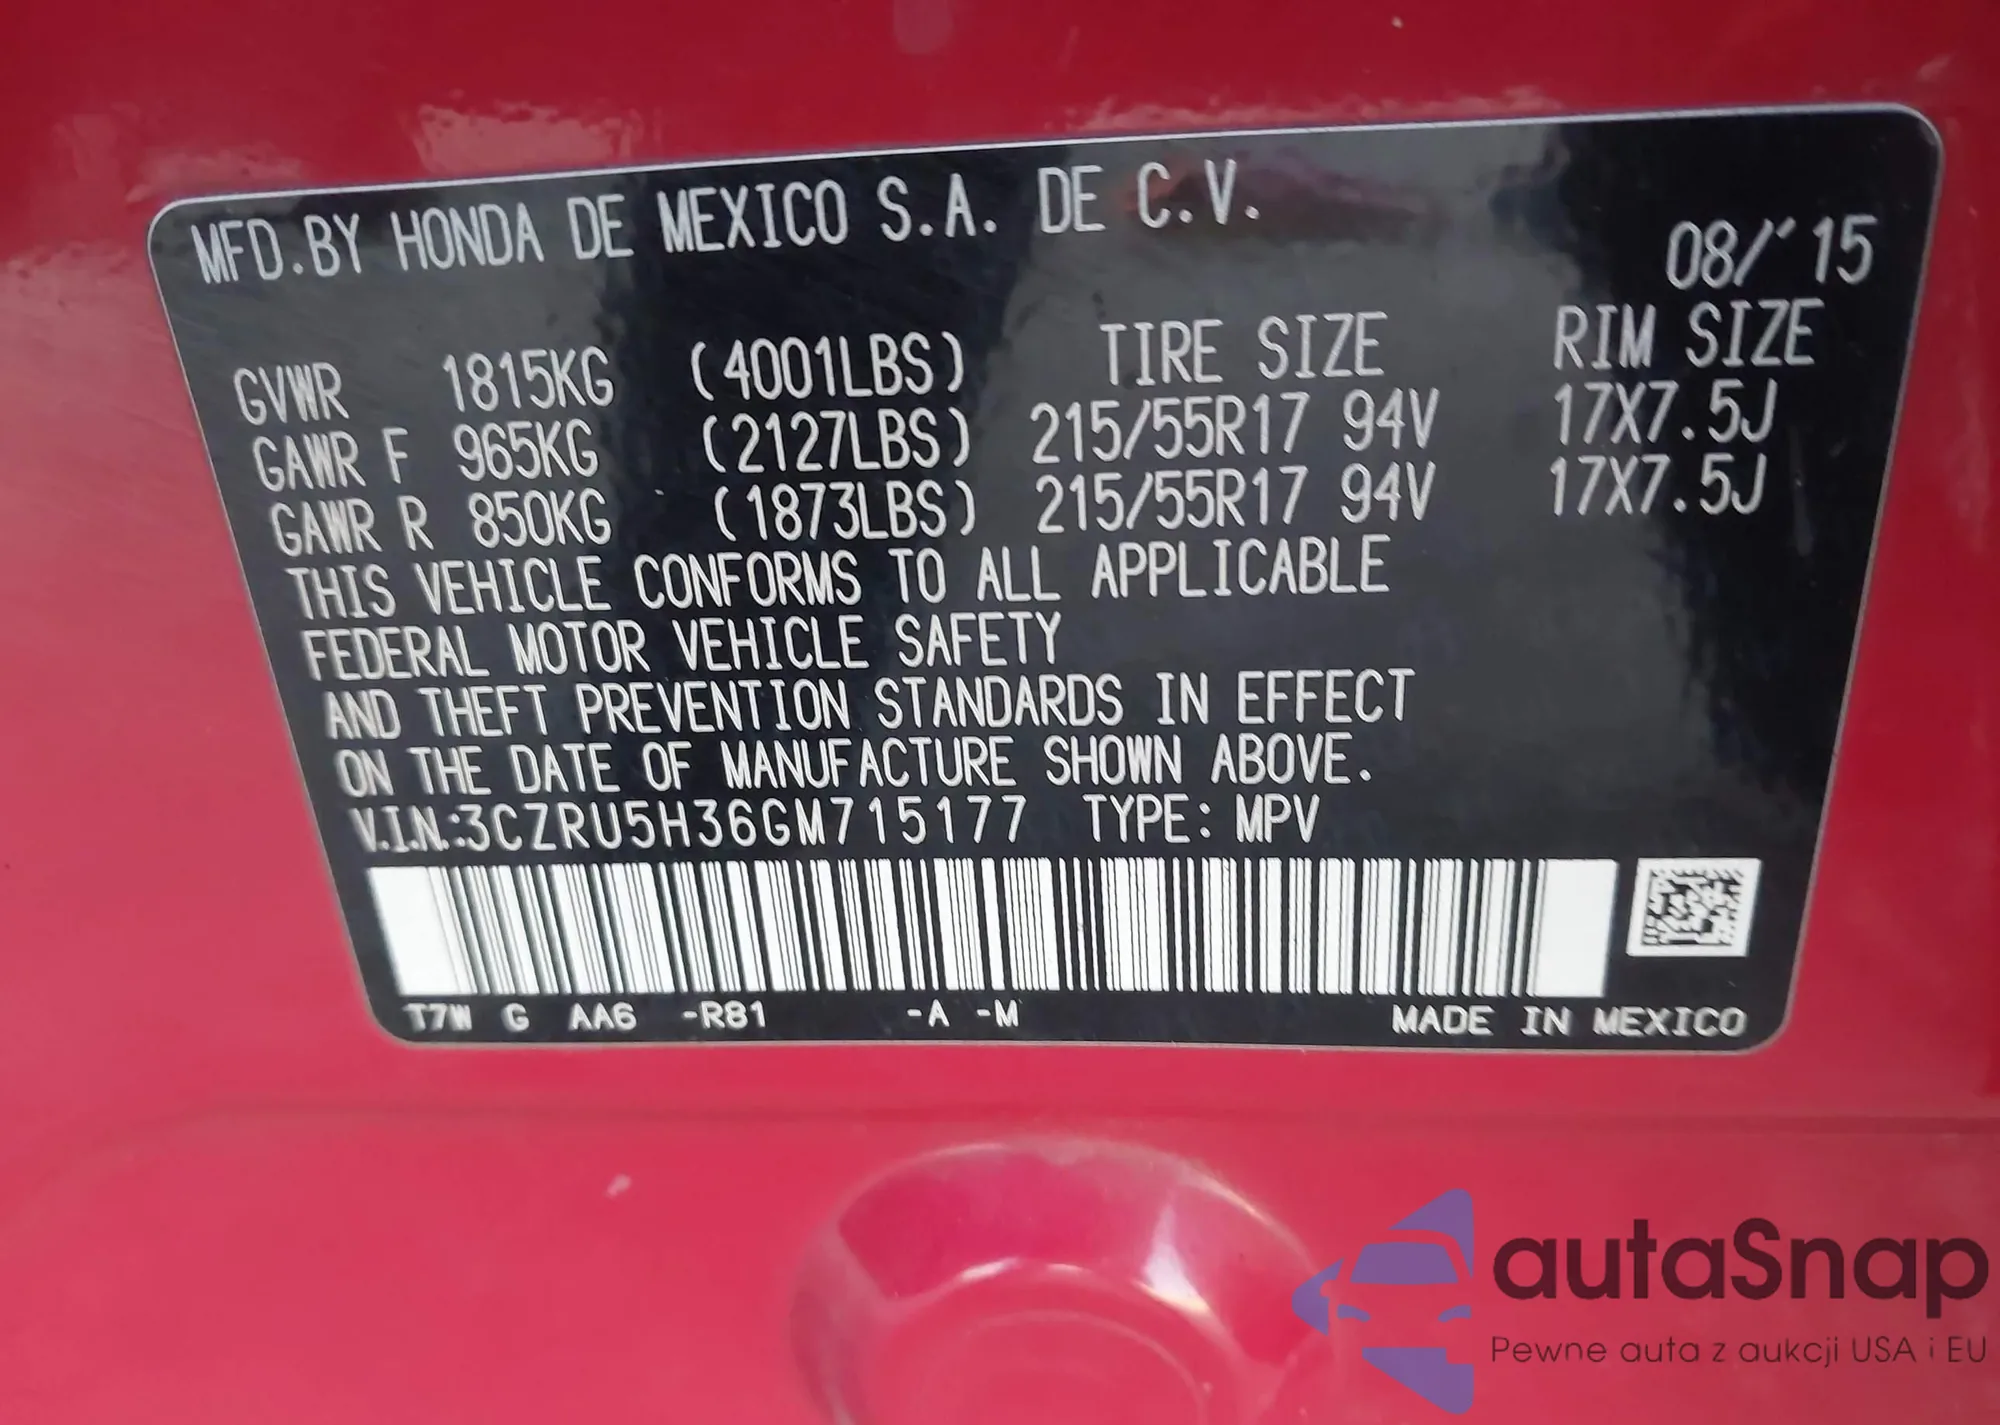 MFD.BY HONDA DE MEXICO S.A. DE C.V.
08/'15
GVWR 1815KG (4001LBS) TIRE SIZE RIM SIZE
GAWR F 965KG (2127LBS) 215/55R17 94V 17X7.5J
GAWR R 850KG (1873LBS) 215/55R17 94V 17X7.5J
THIS VEHICLE CONFORMS TO ALL APPLICABLE
FEDERAL MOTOR VEHICLE SAFETY
AND THEFT PREVENTION STANDARDS IN EFFECT
ON THE DATE OF MANUFACTURE SHOWN ABOVE.
V.I.N.:3CZRU5H36GM715177 TYPE: MPV
T7W G AA6 -R81 -A -M MADE IN MEXICO
autaSnap
Pewne auta z aukcji USA i EU